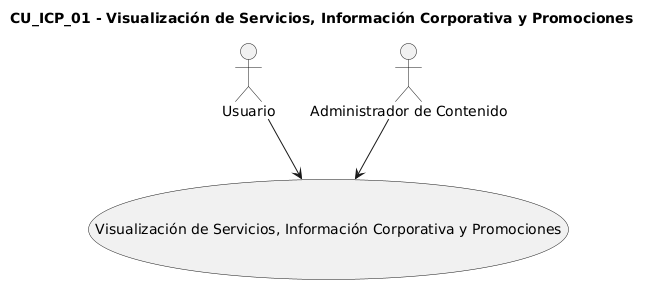 CU_ICP_01 - Visualización de Servicios, Información Corporativa y Promociones
Usuario
Administrador de Contenido
Visualización de Servicios, Información Corporativa y Promociones